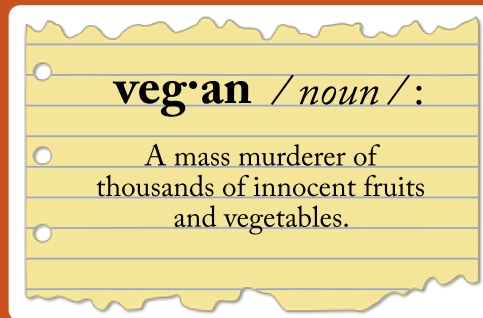 veg·an / noun / :
A mass murderer of
thousands of innocent fruits
and vegetables.